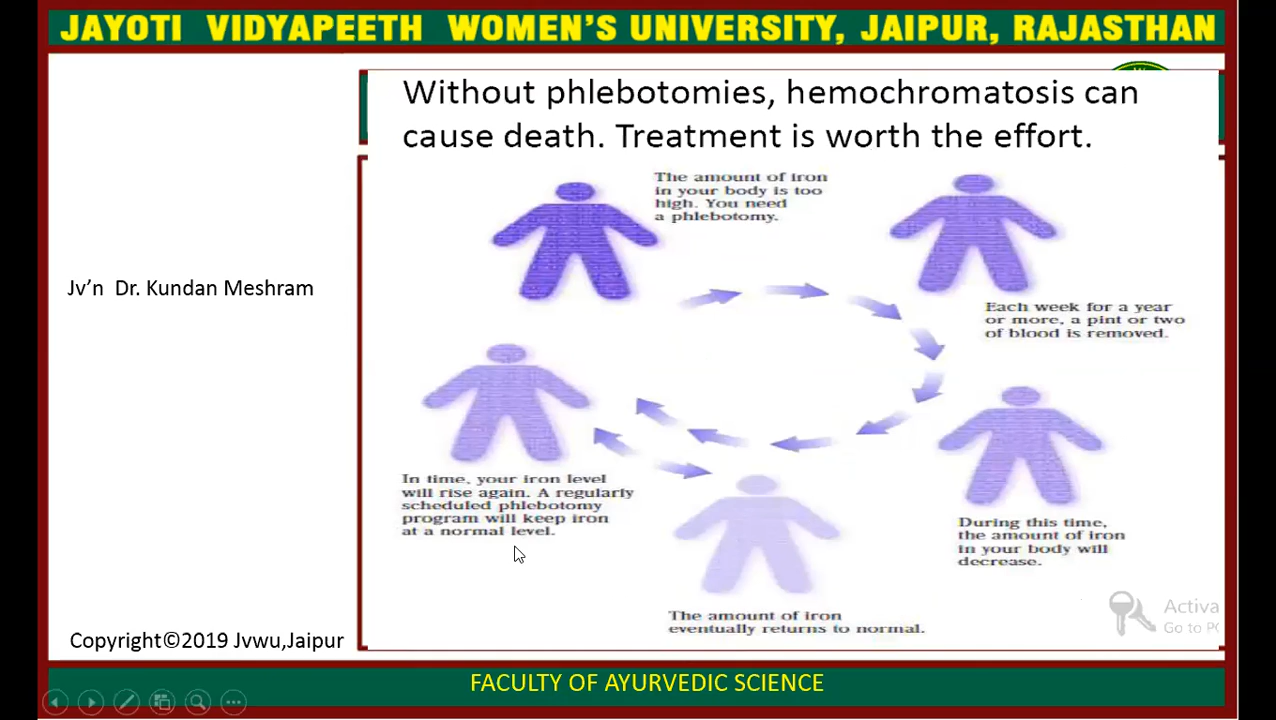 JAYOTI VIDYAPEETH WOMEN'S UNIVERSITY, JAIPUR, RAJASTHAN
Without phlebotomies, hemochromatosis can
cause death. Treatment is worth the effort.
The amount of iron
in your body is too
high. You need
a phlebotomy.
Jv'n Dr. Kundan Meshram
Each week for a year
or more, a pint or two
of blood is removed.
In time, your iron level
will rise again. A regularly
scheduled phlebotomy
program will keep iron
at a normal level.
During this time,
the amount of iron
in your body will
decrease.
The amount of iron
eventually returns to normal.
Activa
Go to PC
Copyright©2019 Jvwu,Jaipur
FACULTY OF AYURVEDIC SCIENCE